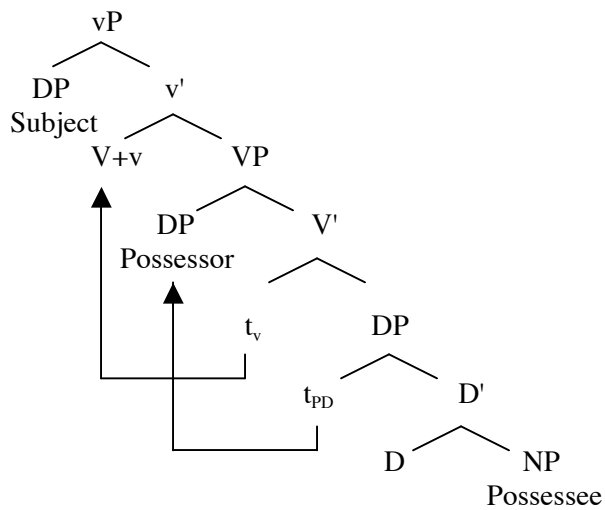 vP
DP v'
Subject
V+v VP
DP V'
Possessor
t_v DP
t_PD D'
D NP
Possessee